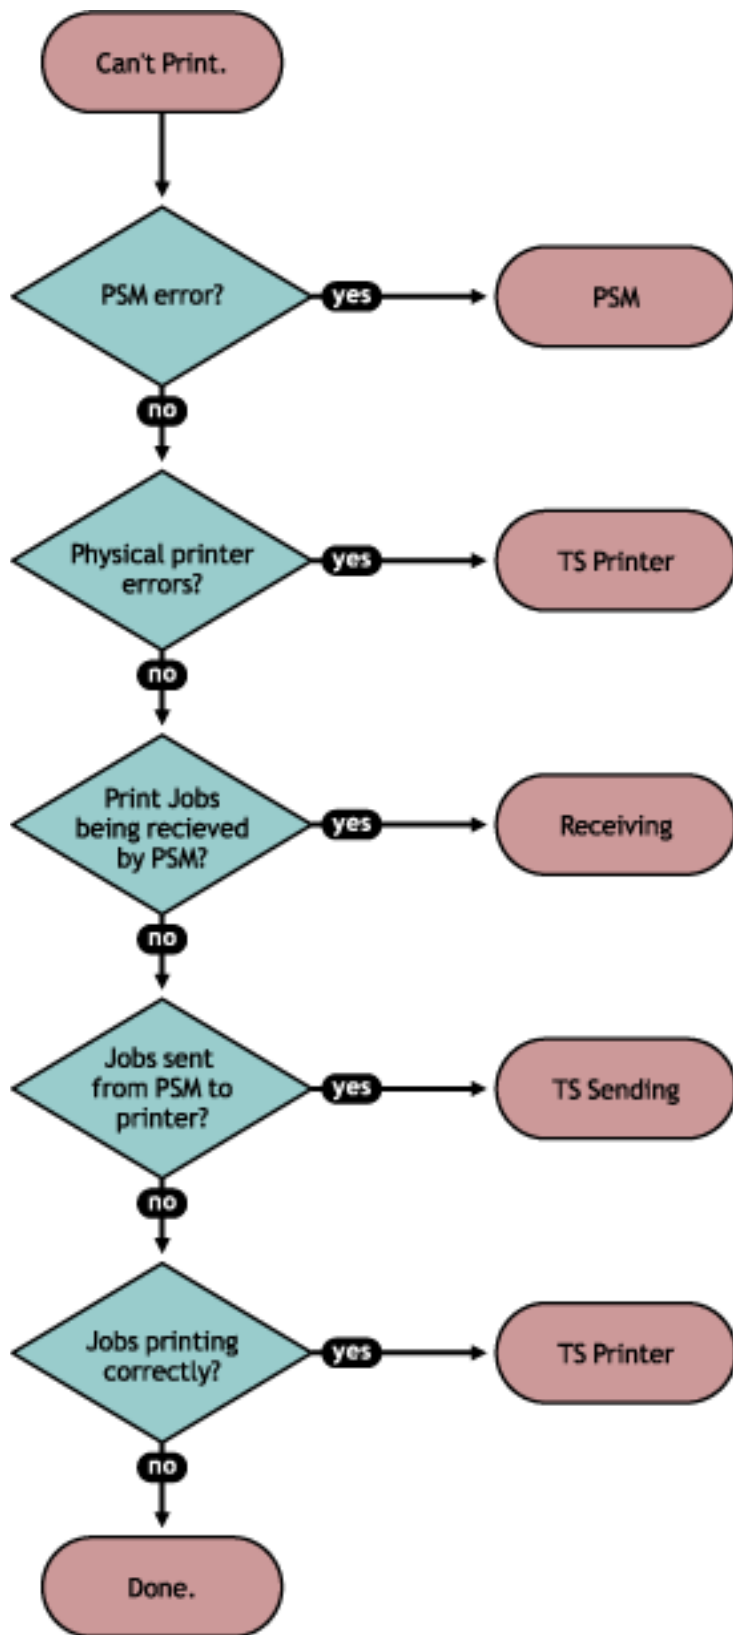 Can't Print.
PSM error?
yes
PSM
no
Physical printer
errors?
yes
TS Printer
no
Print Jobs
being recieved
by PSM?
yes
Receiving
no
Jobs sent
from PSM to
printer?
yes
TS Sending
no
Jobs printing
correctly?
yes
TS Printer
no
Done.